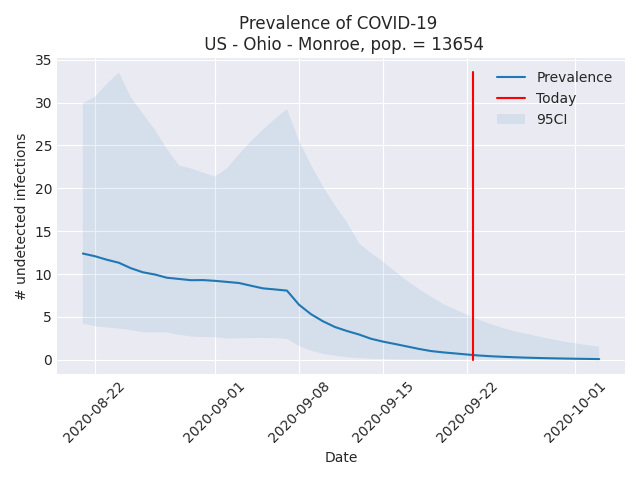 Prevalence of COVID-19
US - Ohio - Monroe, pop. = 13654
35
30
25
20
15
10
5
0
# undetected infections
Prevalence
Today
95CI
2020-08-22
2020-09-01
2020-09-08
2020-09-15
2020-09-22
2020-10-01
Date